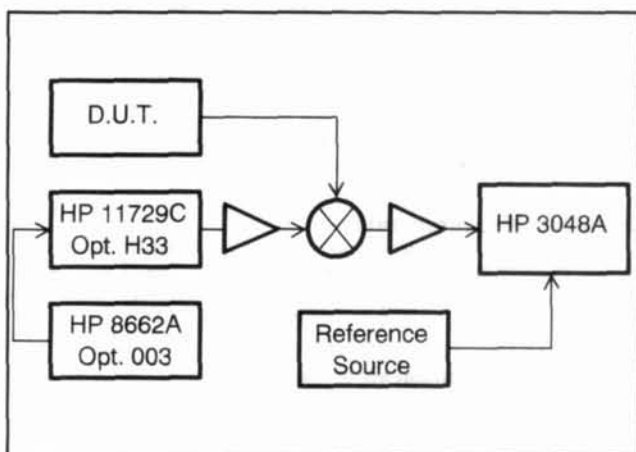 D.U.T.
HP 11729C
Opt. H33
HP 3048A
HP 8662A
Opt. 003
Reference
Source